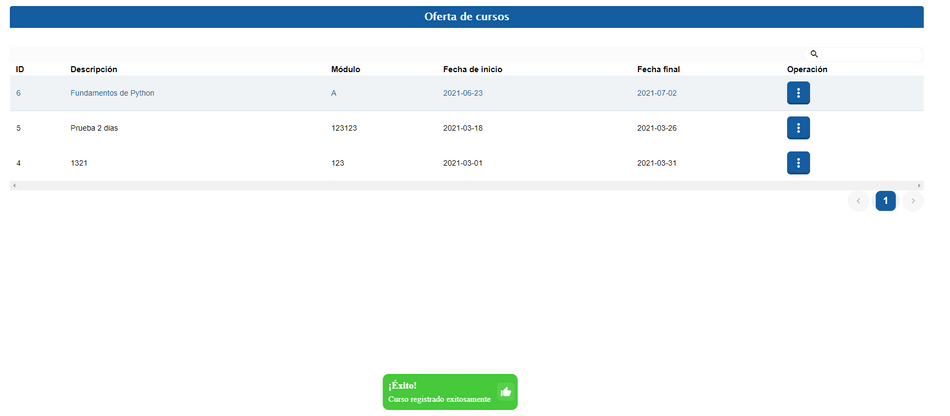 Oferta de cursos
ID Descripción Módulo Fecha de inicio Fecha final Operación
6 Fundamentos de Python A 2021-06-23 2021-07-02
5 Prueba 2 dias 123123 2021-03-18 2021-03-26
4 1321 123 2021-03-01 2021-03-31
1
¡Éxito!
Curso registrado exitosamente